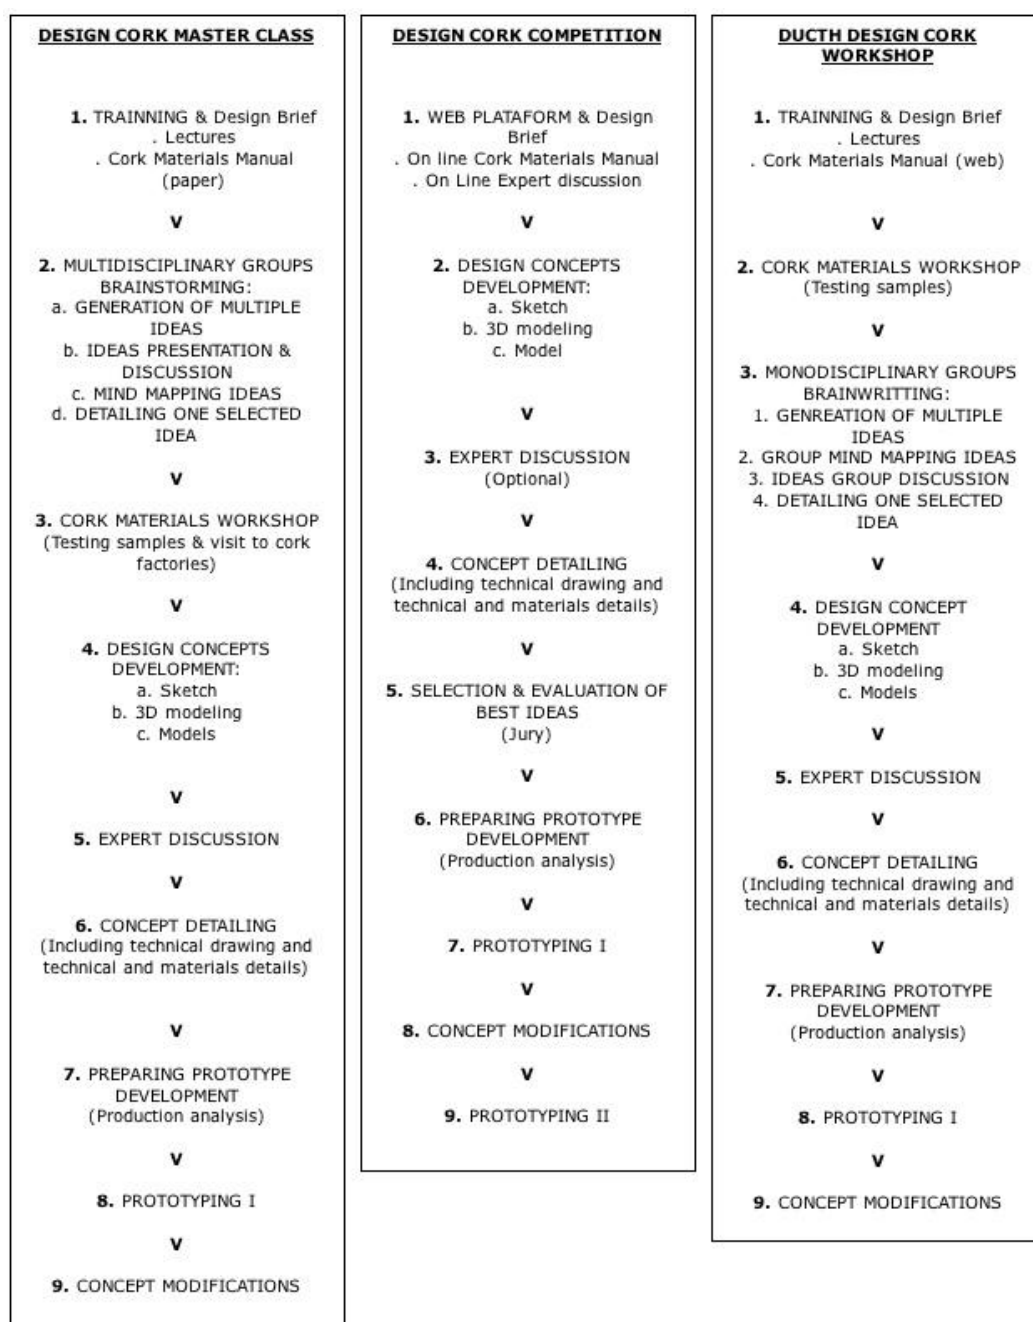 DESIGN CORK MASTER CLASS
1. TRAINNING & Design Brief
. Lectures
. Cork Materials Manual
(paper)
V
2. MULTIDISCIPLINARY GROUPS
BRAINSTORMING:
a. GENERATION OF MULTIPLE
IDEAS
b. IDEAS PRESENTATION &
DISCUSSION
c. MIND MAPPING IDEAS
d. DETAILING ONE SELECTED
IDEA
V
3. CORK MATERIALS WORKSHOP
(Testing samples & visit to cork
factories)
V
4. DESIGN CONCEPTS
DEVELOPMENT:
a. Sketch
b. 3D modeling
c. Models
V
5. EXPERT DISCUSSION
V
6. CONCEPT DETAILING
(Including technical drawing and
technical and materials details)
V
7. PREPARING PROTOTYPE
DEVELOPMENT
(Production analysis)
V
8. PROTOTYPING I
V
9. CONCEPT MODIFICATIONS
DESIGN CORK COMPETITION
1. WEB PLATAFORM & Design
Brief
. On line Cork Materials Manual
. On Line Expert discussion
V
2. DESIGN CONCEPTS
DEVELOPMENT:
a. Sketch
b. 3D modeling
c. Model
V
3. EXPERT DISCUSSION
(Optional)
V
4. CONCEPT DETAILING
(Including technical drawing and
technical and materials details)
V
5. SELECTION & EVALUATION OF
BEST IDEAS
(Jury)
V
6. PREPARING PROTOTYPE
DEVELOPMENT
(Production analysis)
V
7. PROTOTYPING I
V
8. CONCEPT MODIFICATIONS
V
9. PROTOTYPING II
DUCTH DESIGN CORK
WORKSHOP
1. TRAINNING & Design Brief
. Lectures
. Cork Materials Manual (web)
V
2. CORK MATERIALS WORKSHOP
(Testing samples)
V
3. MONODISCIPLINARY GROUPS
BRAINWRITTING:
1. GENREATION OF MULTIPLE
IDEAS
2. GROUP MIND MAPPING IDEAS
3. IDEAS GROUP DISCUSSION
4. DETAILING ONE SELECTED
IDEA
V
4. DESIGN CONCEPT
DEVELOPMENT
a. Sketch
b. 3D modeling
c. Models
V
5. EXPERT DISCUSSION
V
6. CONCEPT DETAILING
(Including technical drawing and
technical and materials details)
V
7. PREPARING PROTOTYPE
DEVELOPMENT
(Production analysis)
V
8. PROTOTYPING I
V
9. CONCEPT MODIFICATIONS